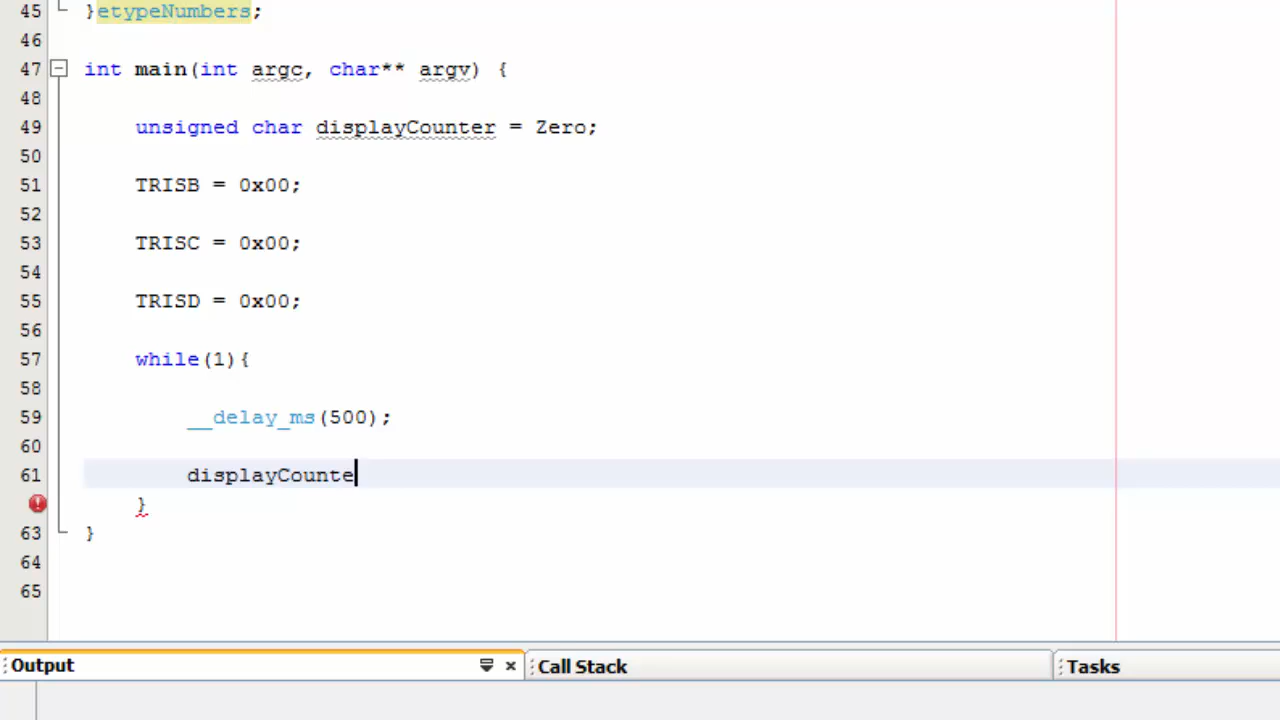 45 }etypeNumbers;
46
47 int main(int argc, char** argv) {
48
49 unsigned char displayCounter = Zero;
50
51 TRISB = 0x00;
52
53 TRISC = 0x00;
54
55 TRISD = 0x00;
56
57 while(1){
58
59 __delay_ms(500);
60
61 displayCounte
}
63 }
64
65
Output Call Stack Tasks